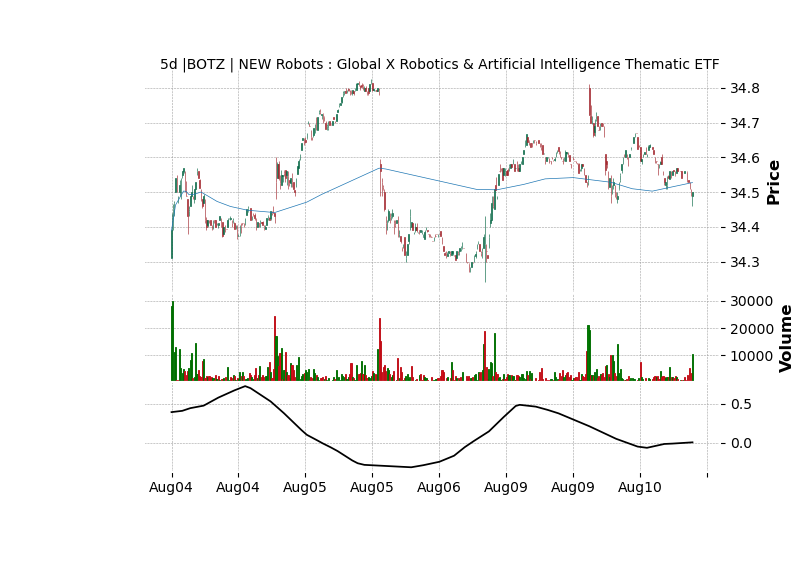 5d |BOTZ | NEW Robots : Global X Robotics & Artificial Intelligence Thematic ETF
34.8
34.7
34.6
34.5
34.4
34.3
Price
30000
20000
10000
Volume
0.5
0.0
Aug04 Aug04 Aug05 Aug05 Aug06 Aug09 Aug09 Aug10